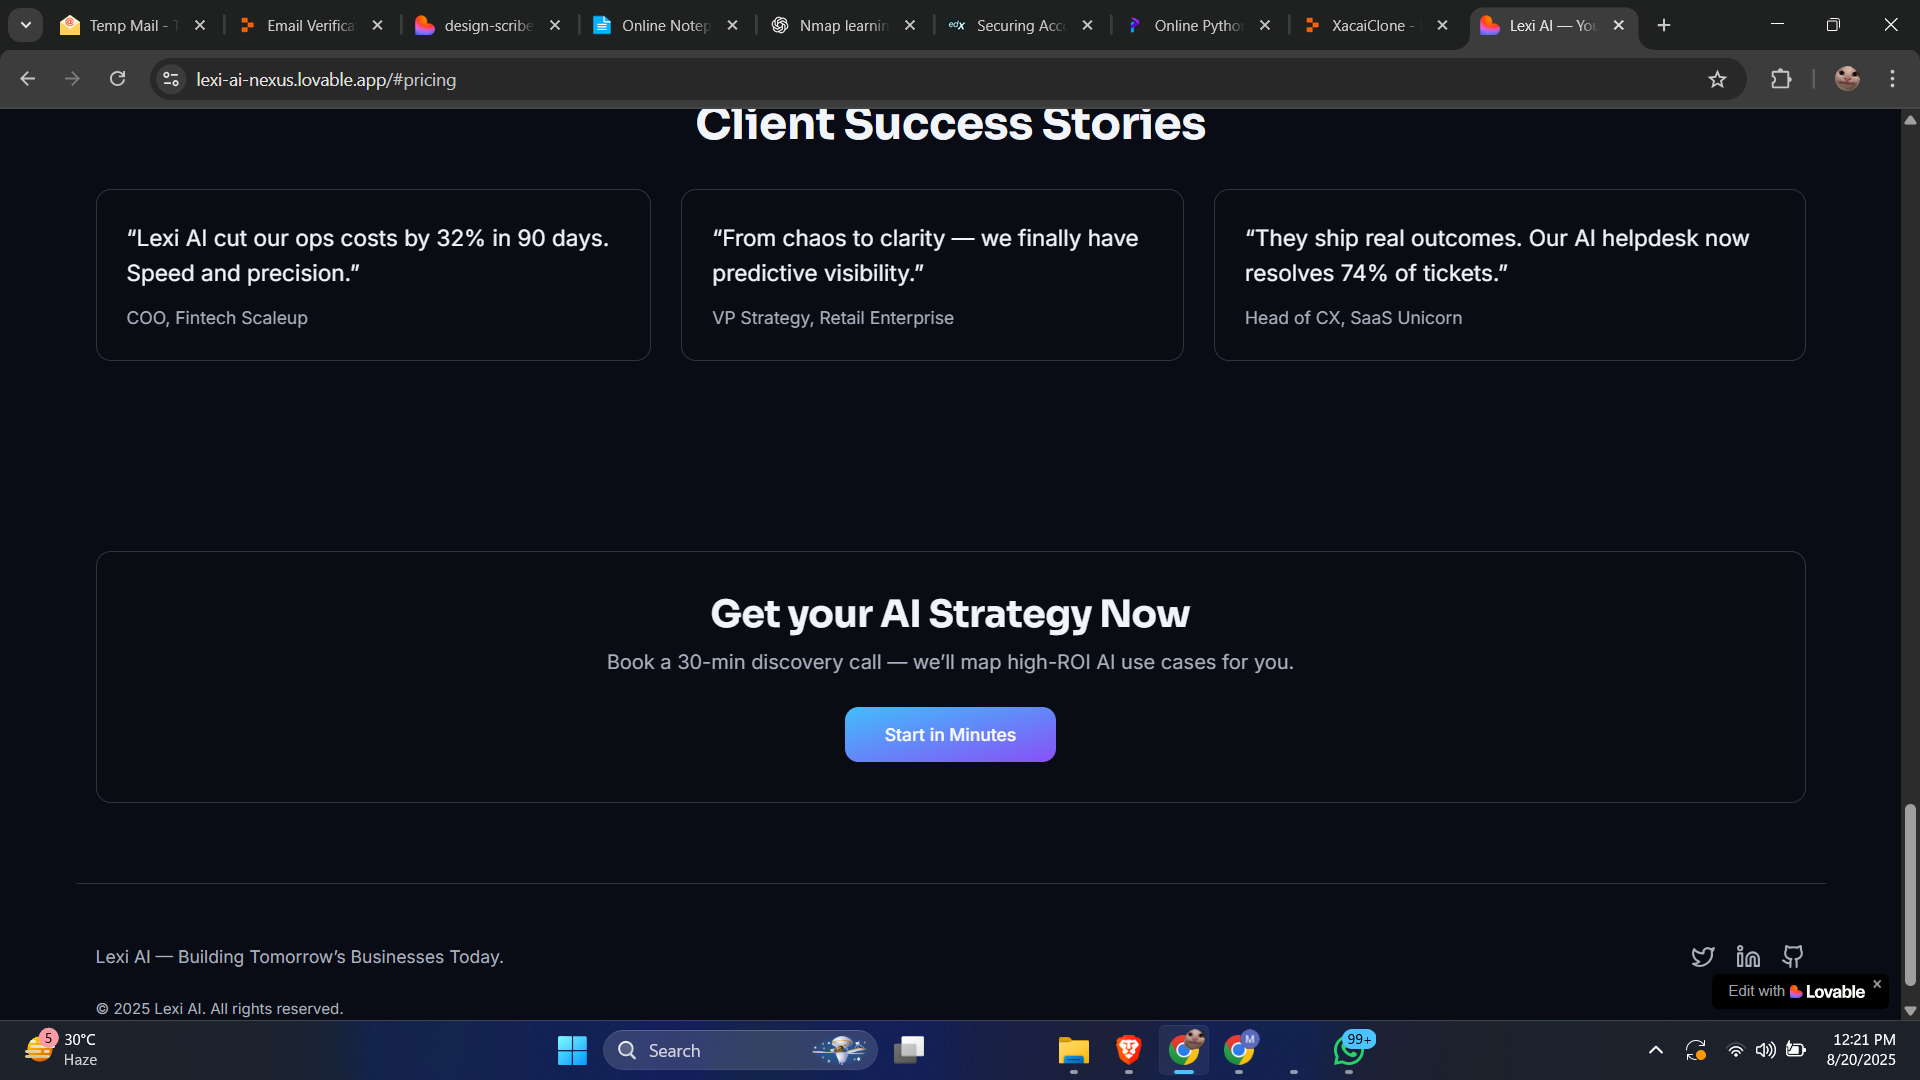 Temp Mail - T
Email Verifica
design-scribe
Online Notep
Nmap learnin
edX
Securing Acc
Online Pytho
XacaiClone -
Lexi AI — You
lexi-ai-nexus.lovable.app/#pricing
Client Success Stories
“Lexi AI cut our ops costs by 32% in 90 days.
Speed and precision.”
COO, Fintech Scaleup
“From chaos to clarity — we finally have
predictive visibility.”
VP Strategy, Retail Enterprise
“They ship real outcomes. Our AI helpdesk now
resolves 74% of tickets.”
Head of CX, SaaS Unicorn
Get your AI Strategy Now
Book a 30-min discovery call — we’ll map high-ROI AI use cases for you.
Start in Minutes
Lexi AI — Building Tomorrow’s Businesses Today.
© 2025 Lexi AI. All rights reserved.
Edit with Lovable
5
30°C
Haze
Search
M
99+
12:21 PM
8/20/2025